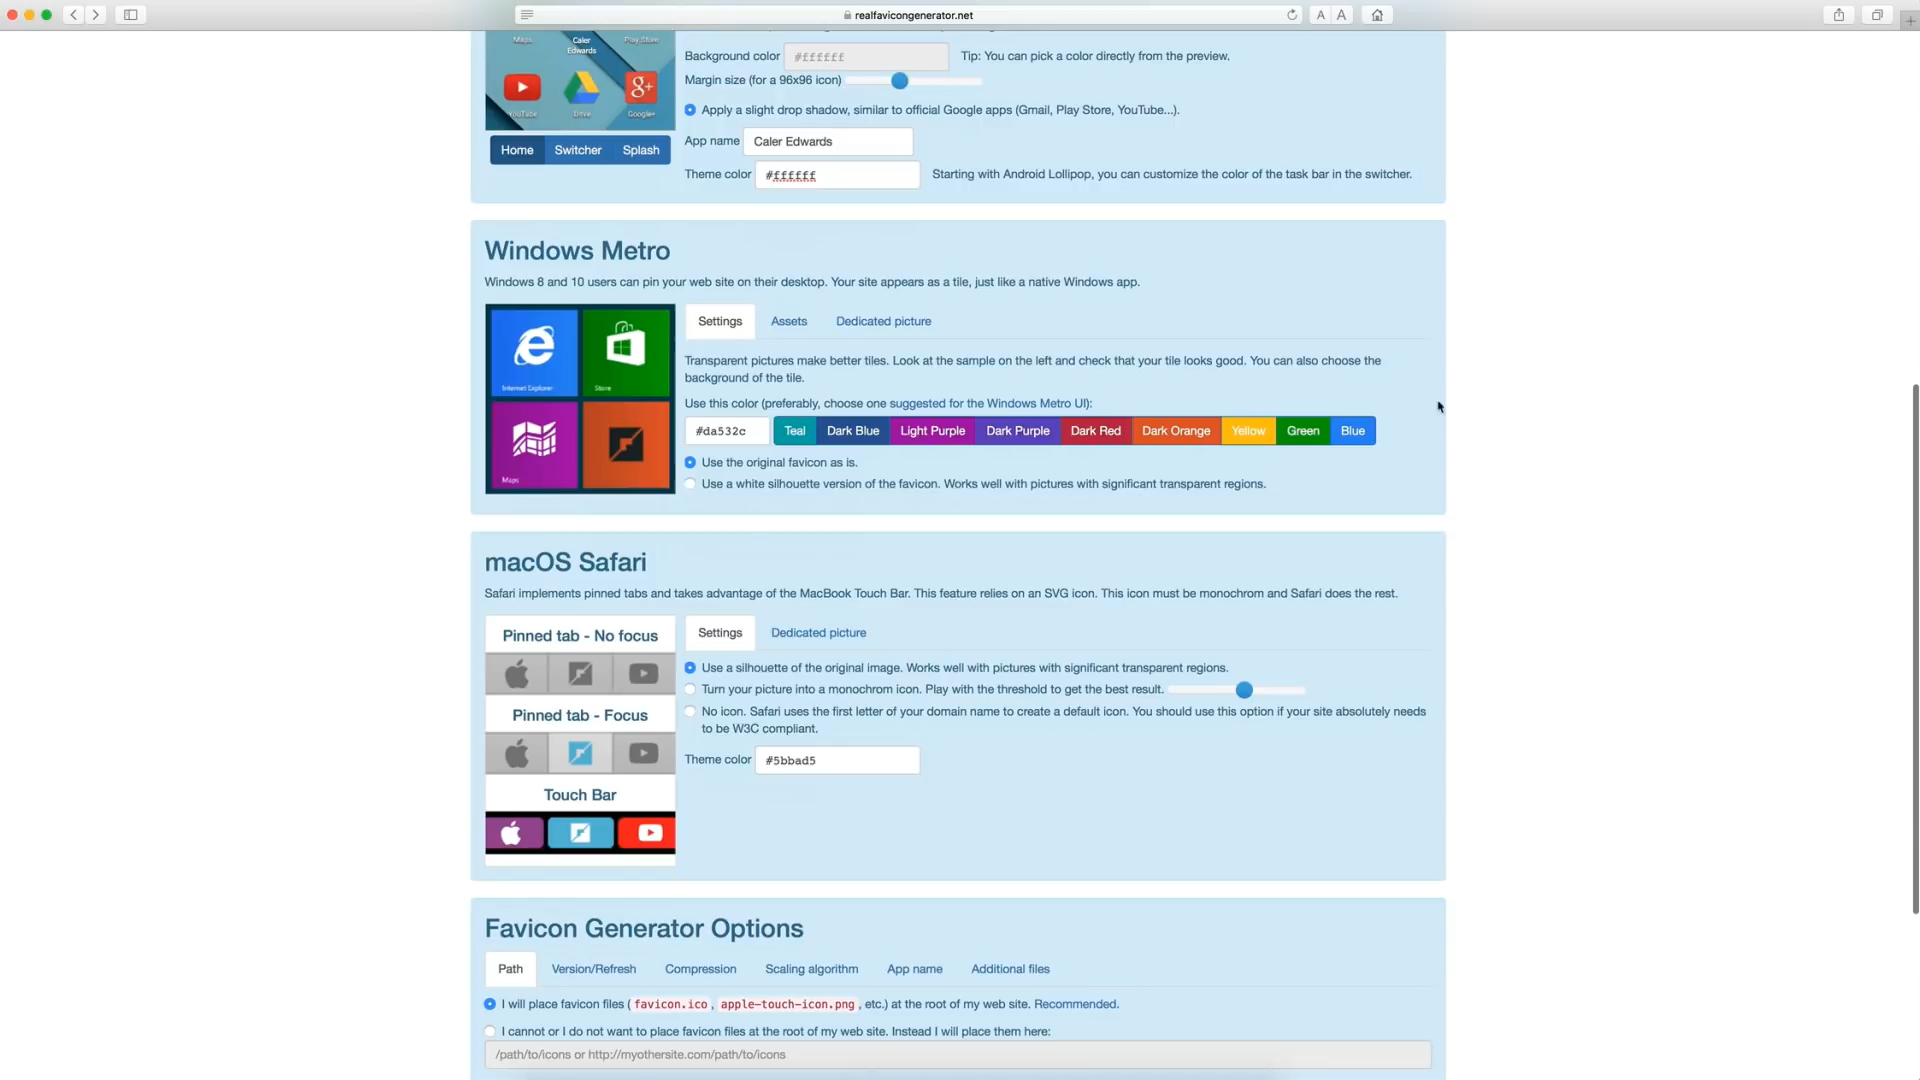 realfavicongenerator.net
A A
Maps
Caler
Edwards
Play Store
YouTube
Drive
Google+
Home Switcher Splash
Background color #ffffff Tip: You can pick a color directly from the preview.
Margin size (for a 96x96 icon)
Apply a slight drop shadow, similar to official Google apps (Gmail, Play Store, YouTube...).
App name Caler Edwards
Theme color #ffffff Starting with Android Lollipop, you can customize the color of the task bar in the switcher.
Windows Metro
Windows 8 and 10 users can pin your web site on their desktop. Your site appears as a tile, just like a native Windows app.
Internet Explorer
Store
Maps
Settings Assets Dedicated picture
Transparent pictures make better tiles. Look at the sample on the left and check that your tile looks good. You can also choose the
background of the tile.
Use this color (preferably, choose one suggested for the Windows Metro UI):
#da532c Teal Dark Blue Light Purple Dark Purple Dark Red Dark Orange Yellow Green Blue
Use the original favicon as is.
Use a white silhouette version of the favicon. Works well with pictures with significant transparent regions.
macOS Safari
Safari implements pinned tabs and takes advantage of the MacBook Touch Bar. This feature relies on an SVG icon. This icon must be monochrom and Safari does the rest.
Pinned tab - No focus
Pinned tab - Focus
Touch Bar
Settings Dedicated picture
Use a silhouette of the original image. Works well with pictures with significant transparent regions.
Turn your picture into a monochrom icon. Play with the threshold to get the best result.
No icon. Safari uses the first letter of your domain name to create a default icon. You should use this option if your site absolutely needs
to be W3C compliant.
Theme color #5bbad5
Favicon Generator Options
Path Version/Refresh Compression Scaling algorithm App name Additional files
I will place favicon files ( favicon.ico , apple-touch-icon.png , etc.) at the root of my web site. Recommended.
I cannot or I do not want to place favicon files at the root of my web site. Instead I will place them here:
/path/to/icons or http://myothersite.com/path/to/icons